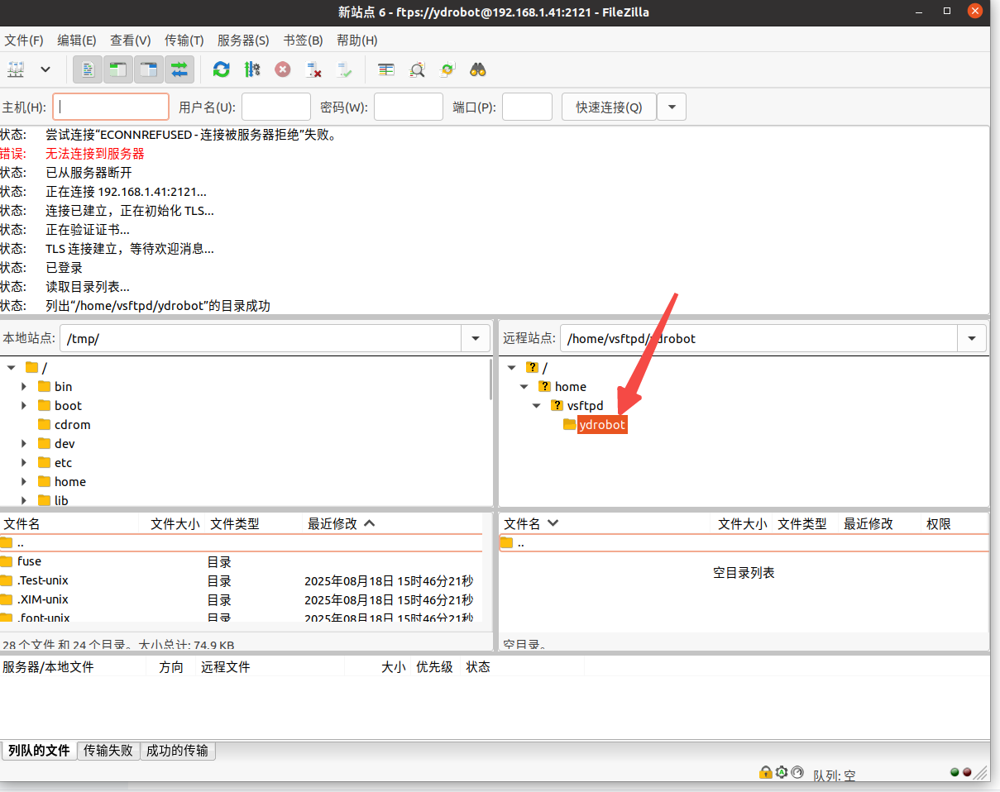 新站点 6 - ftps://ydrobot@192.168.1.41:2121 - FileZilla
文件(F) 编辑(E) 查看(V) 传输(T) 服务器(S) 书签(B) 帮助(H)
主机(H): 用户名(U): 密码(W): 端口(P): 快速连接(Q)
状态: 尝试连接“ECONNREFUSED - 连接被服务器拒绝”失败。
错误: 无法连接到服务器
状态: 已从服务器断开
状态: 正在连接 192.168.1.41:2121...
状态: 连接已建立，正在初始化 TLS...
状态: 正在验证证书...
状态: TLS 连接建立，等待欢迎消息...
状态: 已登录
状态: 读取目录列表...
状态: 列出“/home/vsftpd/ydrobot”的目录成功
本地站点: /tmp/
/
bin
boot
cdrom
dev
etc
home
lib
远程站点: /home/vsftpd/ydrobot
/
home
vsftpd
ydrobot
文件名 文件大小 文件类型 最近修改
..
fuse 目录
.Test-unix 目录 2025年08月18日 15时46分21秒
.XIM-unix 目录 2025年08月18日 15时46分21秒
.font-unix 目录 2025年08月18日 15时46分21秒
28 个文件 和 24 个目录。大小总计: 74.9 KB
文件名 文件大小 文件类型 最近修改 权限
..
空目录列表
空目录。
服务器/本地文件 方向 远程文件 大小 优先级 状态
列队的文件 传输失败 成功的传输
队列: 空